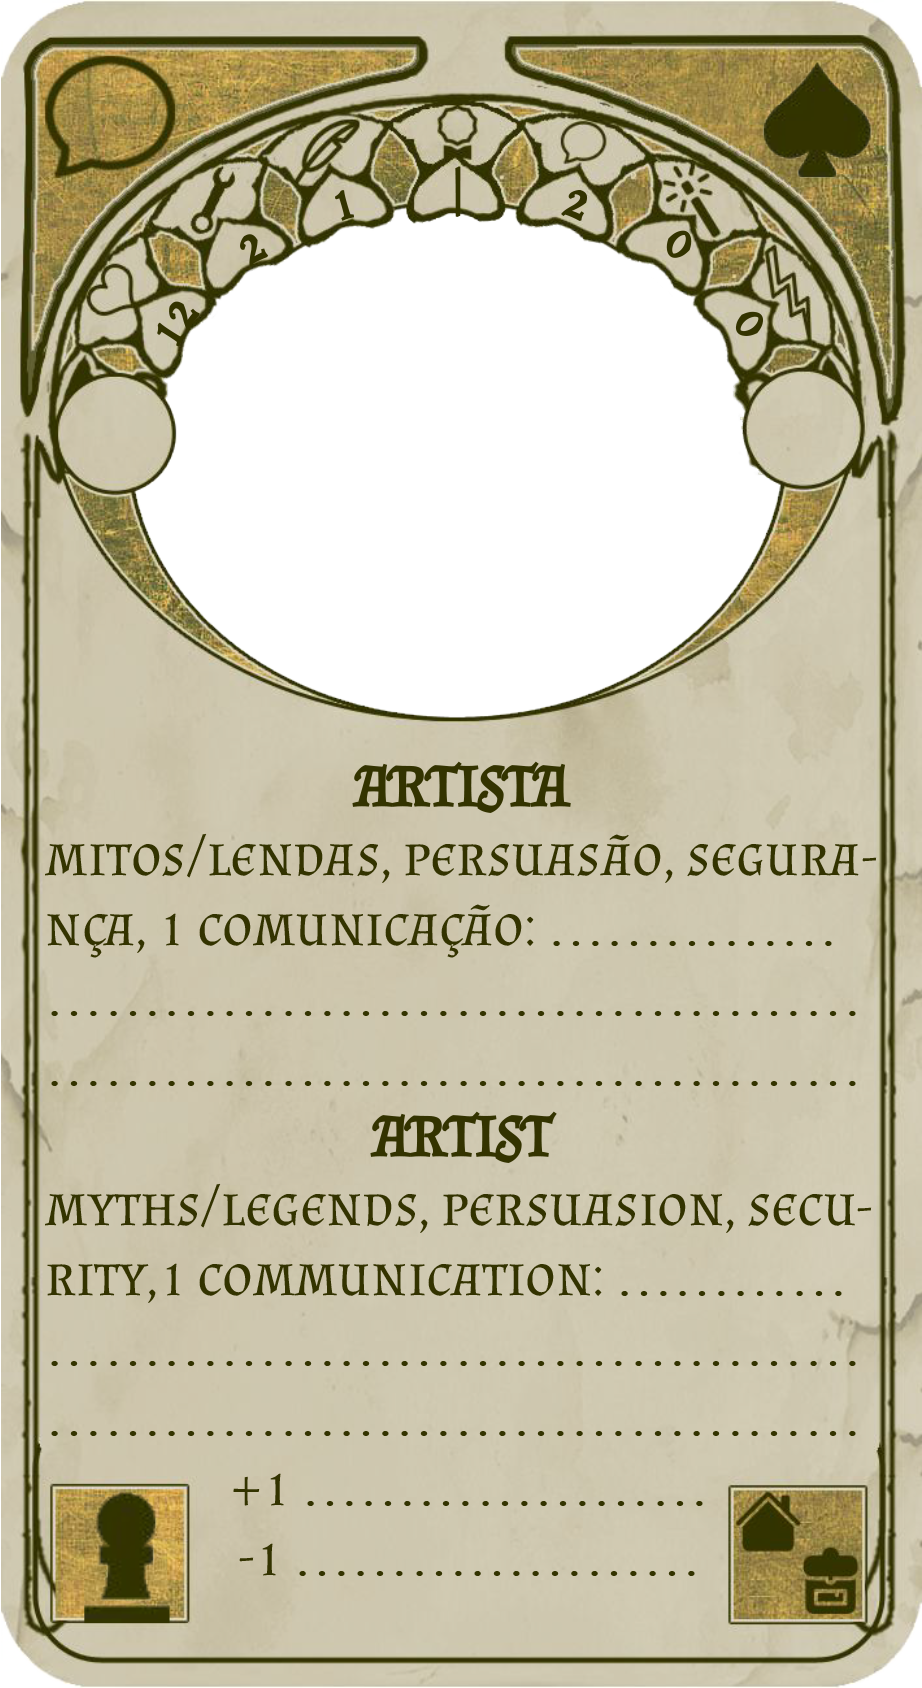 12
2
1
|
2
0
0
ARTISTA
MITOS/LENDAS, PERSUASÃO, SEGURA-
NÇA, 1 COMUNICAÇÃO: ...............
...........................................
...........................................
ARTIST
MYTHS/LEGENDS, PERSUASION, SECU-
RITY,1 COMMUNICATION: ............
...........................................
...........................................
+1 .....................
-1 .....................